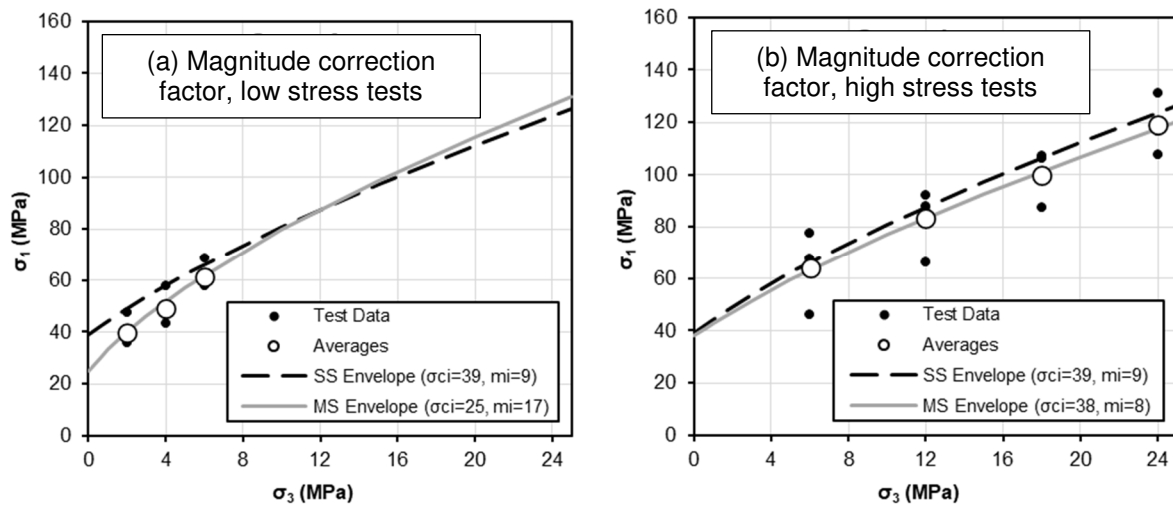 (a) Magnitude correction
factor, low stress tests
160
140
120
100
80
60
40
20
0
σ1 (MPa)
Test Data
Averages
SS Envelope (σci=39, mi=9)
MS Envelope (σci=25, mi=17)
0 4 8 12 16 20 24
σ3 (MPa)
(b) Magnitude correction
factor, high stress tests
160
140
120
100
80
60
40
20
0
σ1 (MPa)
Test Data
Averages
SS Envelope (σci=39, mi=9)
MS Envelope (σci=38, mi=8)
0 4 8 12 16 20 24
σ3 (MPa)